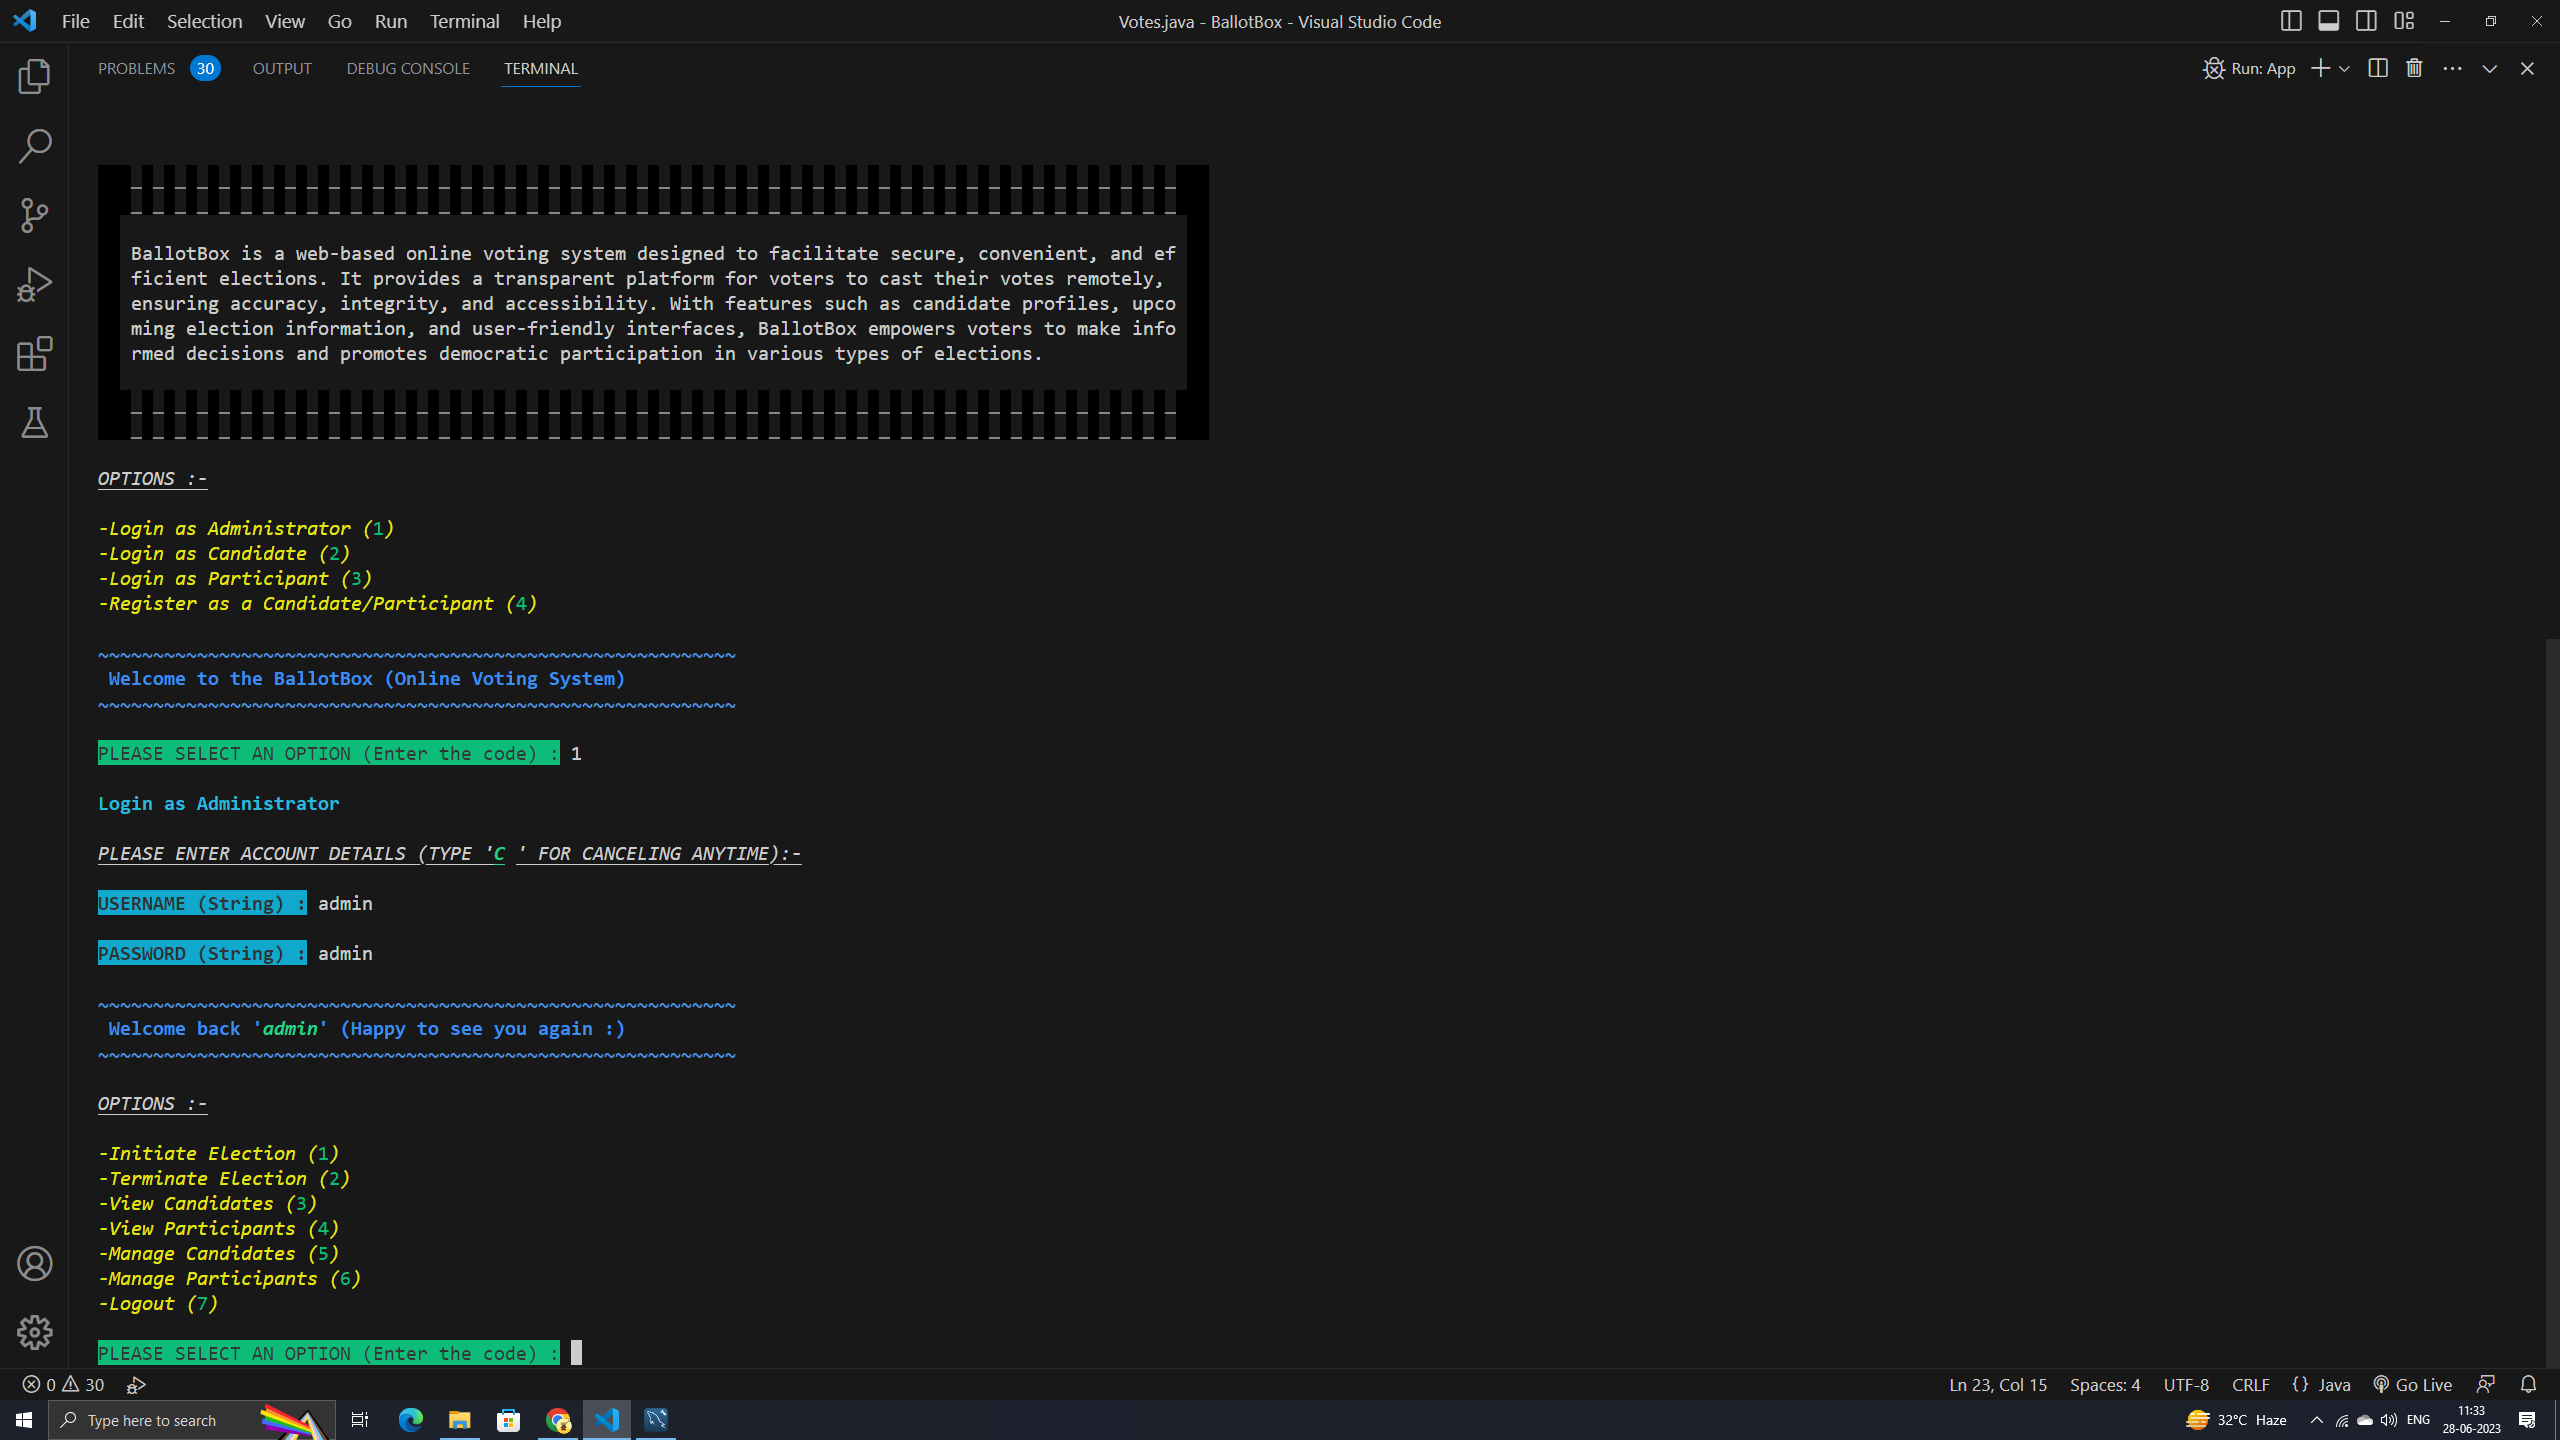 File Edit Selection View Go Run Terminal Help
Votes.java - BallotBox - Visual Studio Code
PROBLEMS 30 OUTPUT DEBUG CONSOLE TERMINAL
Run: App
BallotBox is a web-based online voting system designed to facilitate secure, convenient, and ef
ficient elections. It provides a transparent platform for voters to cast their votes remotely,
ensuring accuracy, integrity, and accessibility. With features such as candidate profiles, upco
ming election information, and user-friendly interfaces, BallotBox empowers voters to make info
rmed decisions and promotes democratic participation in various types of elections.
OPTIONS :-
-Login as Administrator (1)
-Login as Candidate (2)
-Login as Participant (3)
-Register as a Candidate/Participant (4)
~~~~~~~~~~~~~~~~~~~~~~~~~~~~~~~~~~~~~~~~~~~~~~~~~~~~~~~~~~
Welcome to the BallotBox (Online Voting System)
~~~~~~~~~~~~~~~~~~~~~~~~~~~~~~~~~~~~~~~~~~~~~~~~~~~~~~~~~~
PLEASE SELECT AN OPTION (Enter the code) : 1
Login as Administrator
PLEASE ENTER ACCOUNT DETAILS (TYPE 'C ' FOR CANCELING ANYTIME):-
USERNAME (String) : admin
PASSWORD (String) : admin
~~~~~~~~~~~~~~~~~~~~~~~~~~~~~~~~~~~~~~~~~~~~~~~~~~~~~~~~~~
Welcome back 'admin' (Happy to see you again :)
~~~~~~~~~~~~~~~~~~~~~~~~~~~~~~~~~~~~~~~~~~~~~~~~~~~~~~~~~~
OPTIONS :-
-Initiate Election (1)
-Terminate Election (2)
-View Candidates (3)
-View Participants (4)
-Manage Candidates (5)
-Manage Participants (6)
-Logout (7)
PLEASE SELECT AN OPTION (Enter the code) :
0 30
Ln 23, Col 15 Spaces: 4 UTF-8 CRLF {} Java Go Live
Type here to search
32°C Haze ENG
11:33
28-06-2023